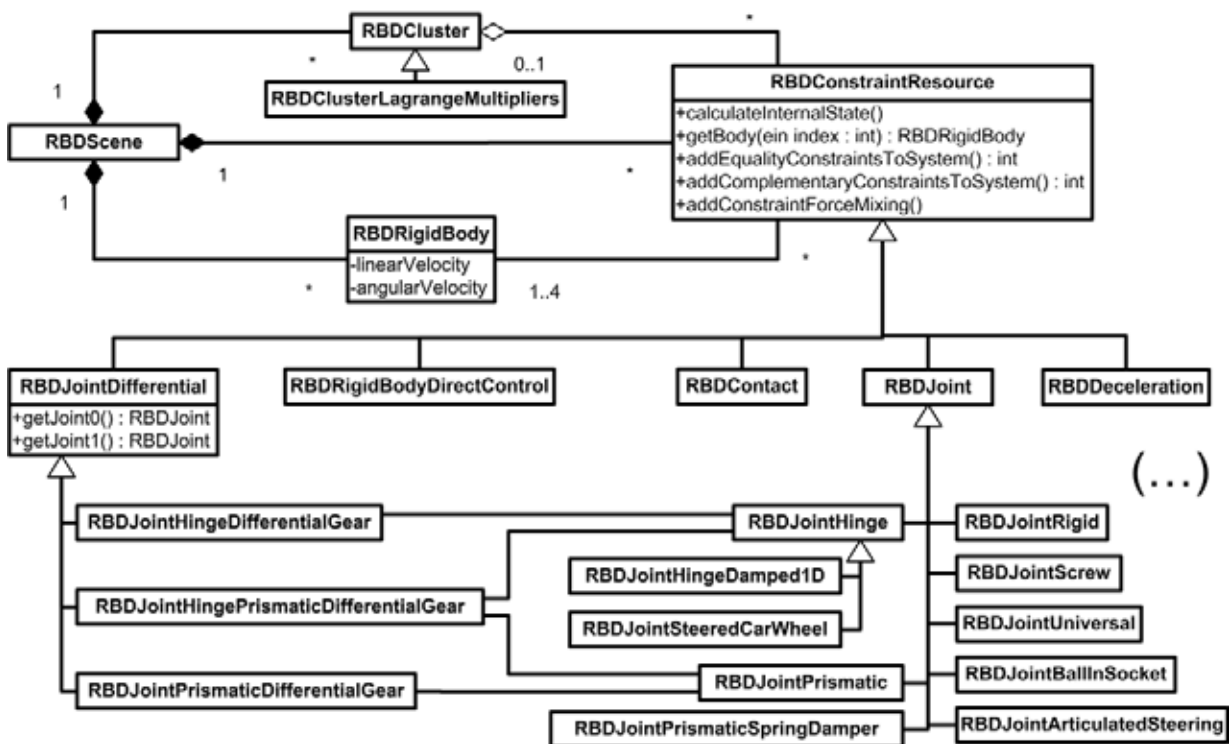 RBDCluster
*
*
0..1
RBDClusterLagrangeMultipliers
1
RBDConstraintResource
+calculateInternalState()
+getBody(ein index : int) : RBDRigidBody
+addEqualityConstraintsToSystem() : int
+addComplementaryConstraintsToSystem() : int
+addConstraintForceMixing()
RBDScene
1
*
1
RBDRigidBody
-linearVelocity
-angularVelocity
*
1..4
*
RBDJointDifferential
+getJoint0() : RBDJoint
+getJoint1() : RBDJoint
RBDRigidBodyDirectControl
RBDContact
RBDJoint
RBDDeceleration
(...)
RBDJointHingeDifferentialGear
RBDJointHinge
RBDJointRigid
RBDJointHingeDamped1D
RBDJointScrew
RBDJointHingePrismaticDifferentialGear
RBDJointSteeredCarWheel
RBDJointUniversal
RBDJointPrismaticDifferentialGear
RBDJointPrismatic
RBDJointBallInSocket
RBDJointPrismaticSpringDamper
RBDJointArticulatedSteering